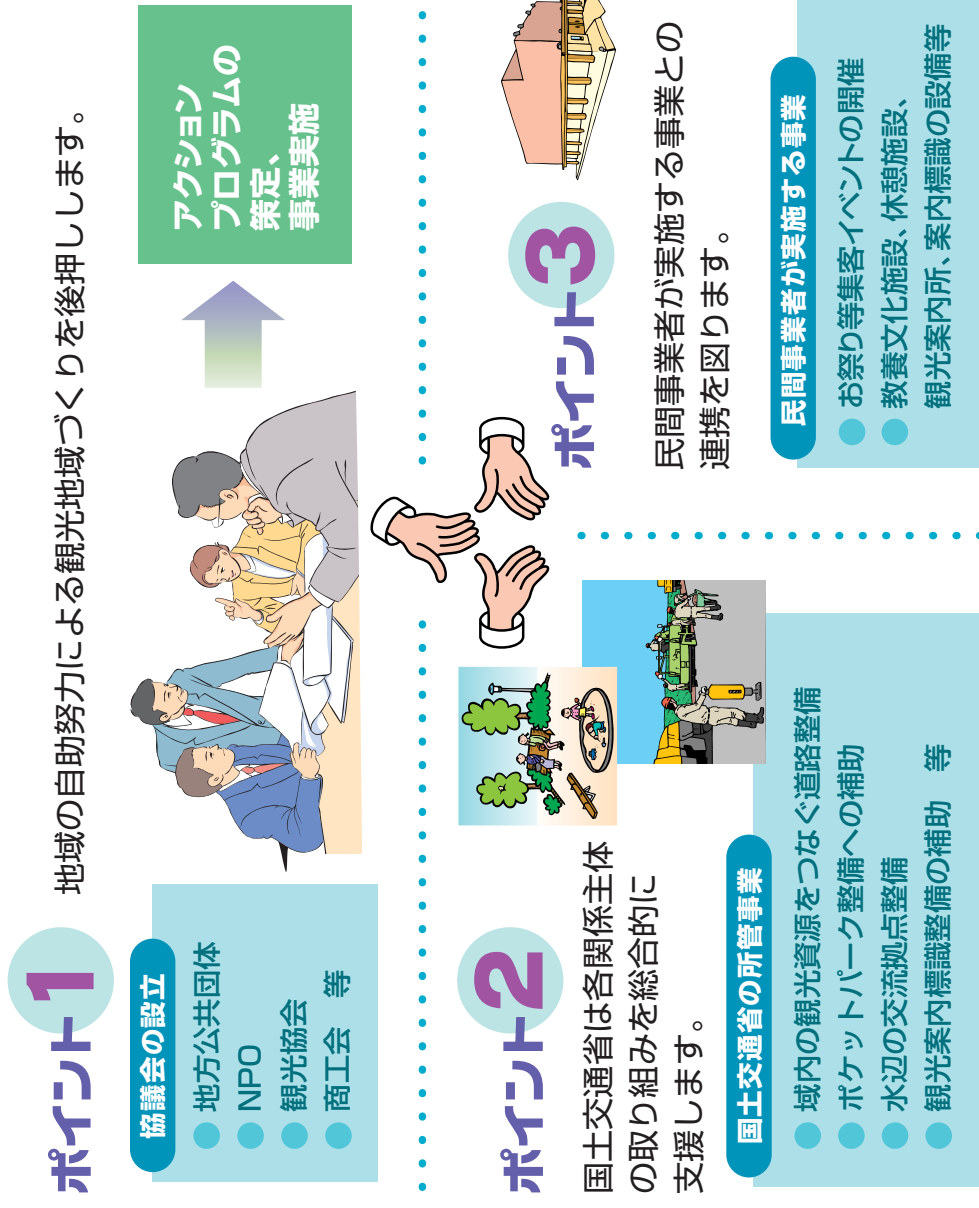 ポイント1
地域の自助努力による観光地域づくりを後押しします。
協議会の設立
● 地方公共団体
● NPO
● 観光協会
● 商工会　等
アクション
プログラムの
策定、
事業実施
ポイント2
国土交通省は各関係主体
の取り組みを総合的に
支援します。
国土交通省の所管事業
● 域内の観光資源をつなぐ道路整備
● ポケットパーク整備への補助
● 水辺の交流拠点整備
● 観光案内標識整備の補助　等
ポイント3
民間事業者が実施する事業との
連携を図ります。
民間事業者が実施する事業
● お祭り等集客イベントの開催
● 教養文化施設、休憩施設、
観光案内所、案内標識の設備等